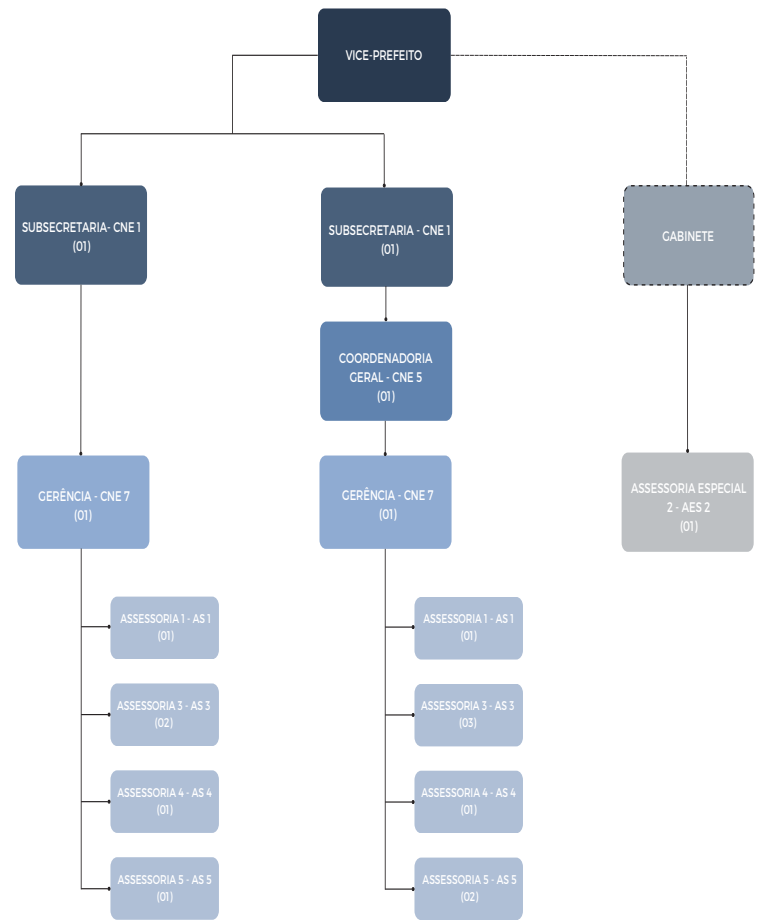 VICE-PREFEITO
SUBSECRETARIA- CNE 1
(01)
SUBSECRETARIA - CNE 1
(01)
GABINETE
COORDENADORIA
GERAL - CNE 5
(01)
GERÊNCIA - CNE 7
(01)
GERÊNCIA - CNE 7
(01)
ASSESSORIA ESPECIAL
2 - AES 2
(01)
ASSESSORIA 1 - AS 1
(01)
ASSESSORIA 3 - AS 3
(02)
ASSESSORIA 4 - AS 4
(01)
ASSESSORIA 5 - AS 5
(01)
ASSESSORIA 1 - AS 1
(01)
ASSESSORIA 3 - AS 3
(03)
ASSESSORIA 4 - AS 4
(01)
ASSESSORIA 5 - AS 5
(02)